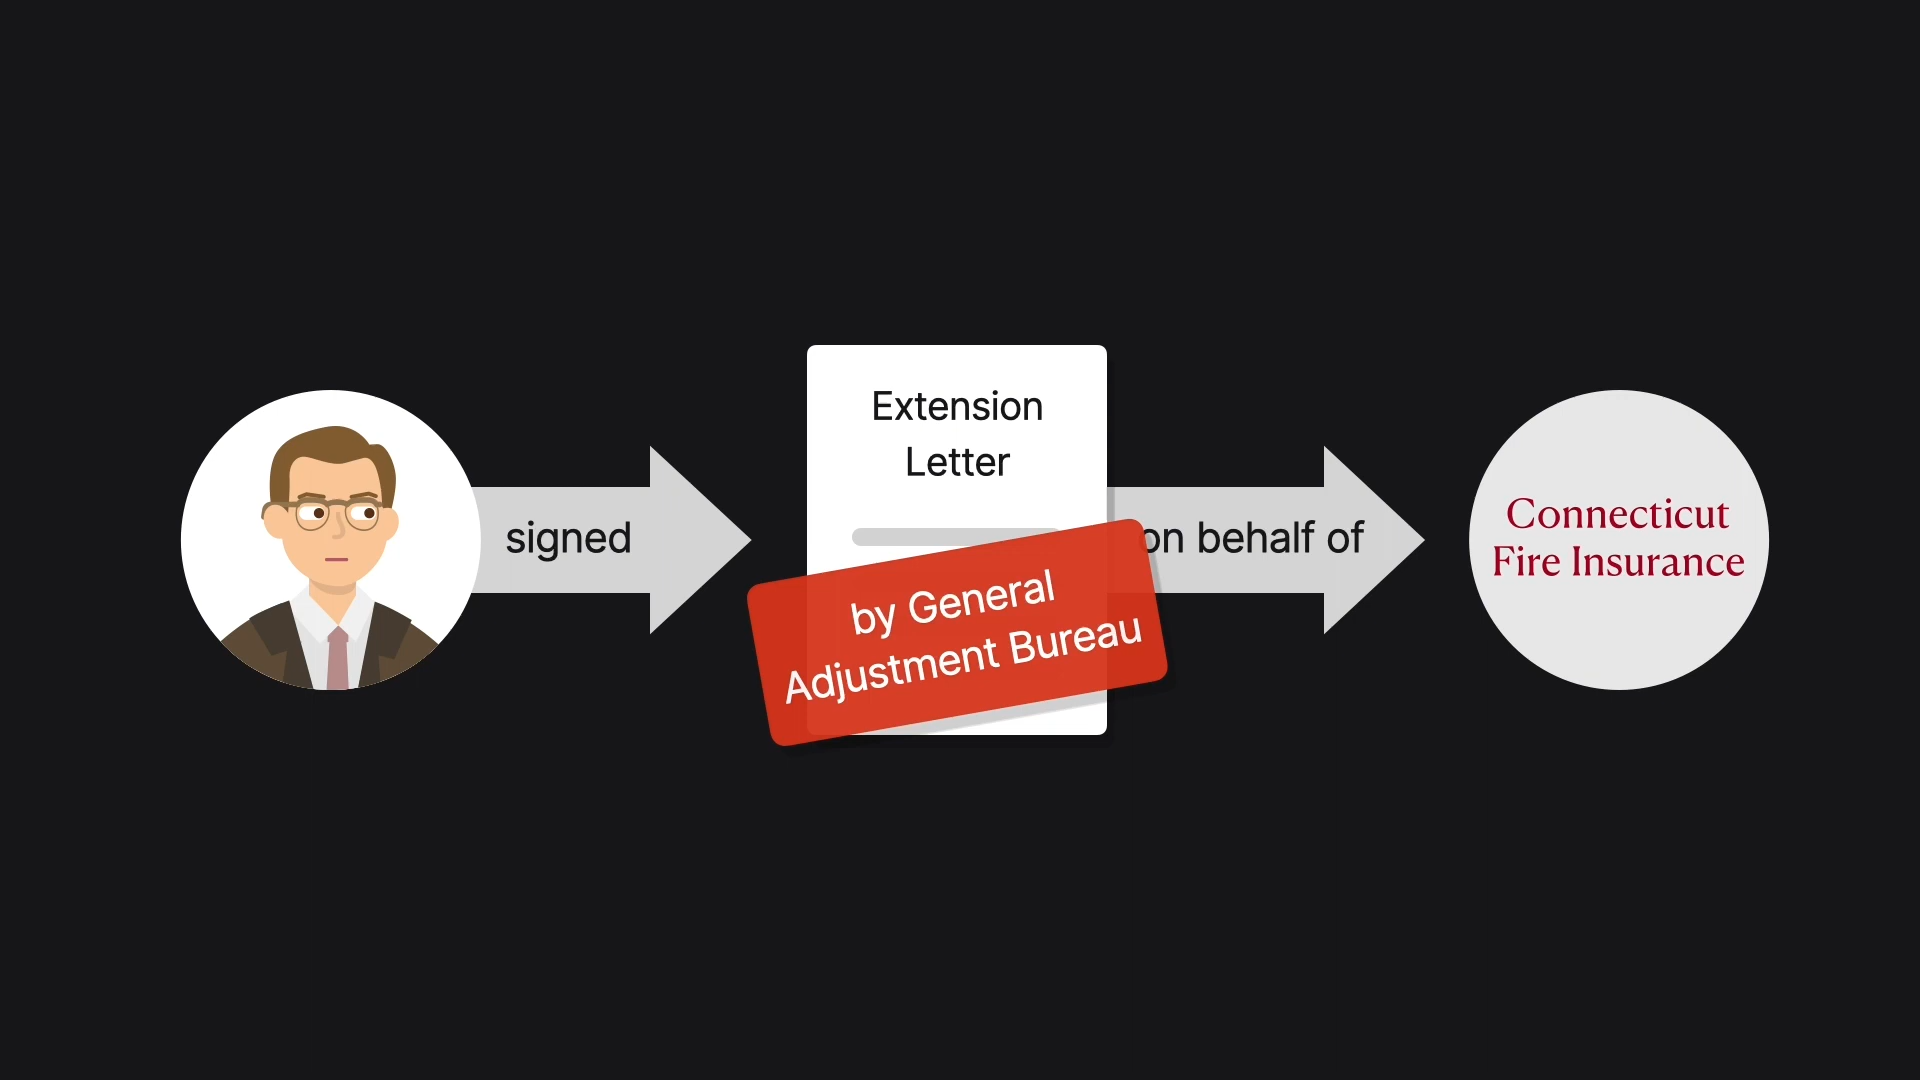 signed
Extension
Letter
by General
Adjustment Bureau
on behalf of
Connecticut
Fire Insurance